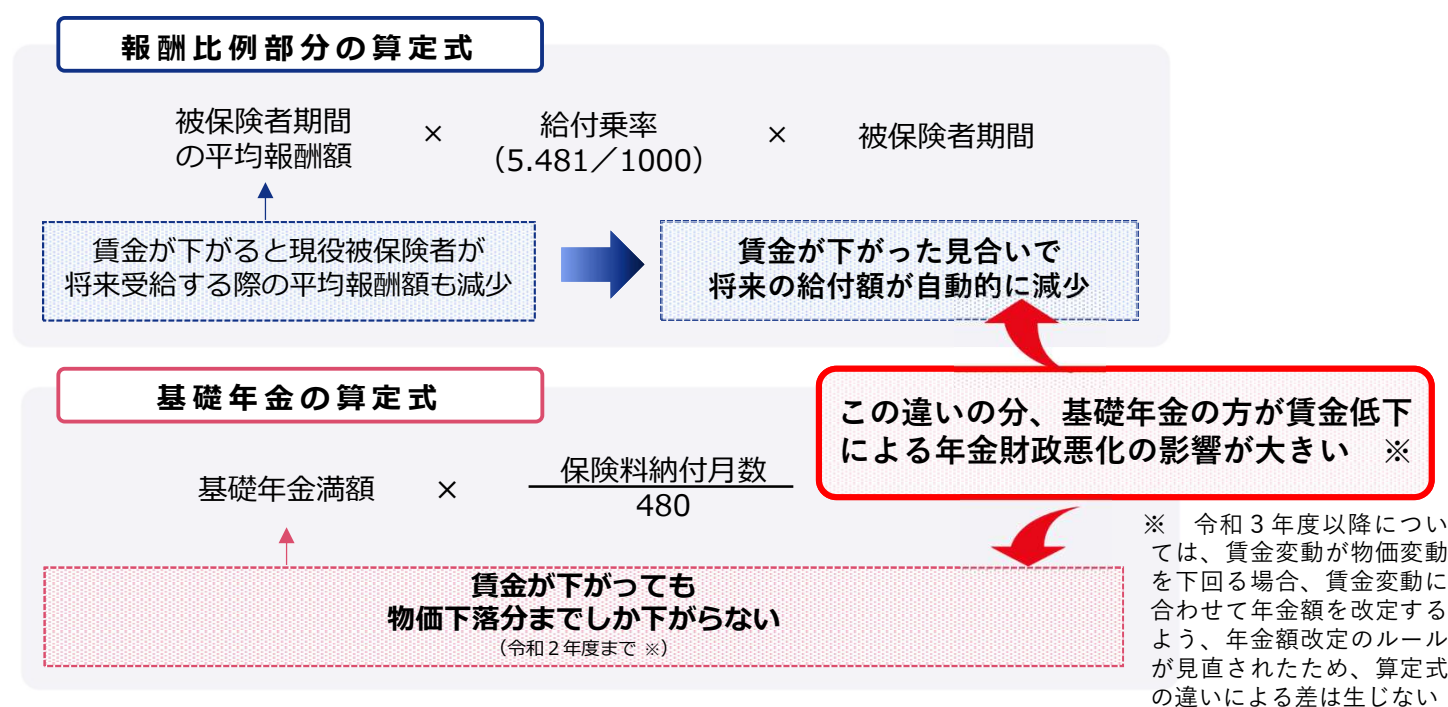 報酬比例部分の算定式
被保険者期間
の平均報酬額
×
給付乗率
（5.481／1000）
×
被保険者期間
賃金が下がると現役被保険者が
将来受給する際の平均報酬額も減少
賃金が下がった見合いで
将来の給付額が自動的に減少
基礎年金の算定式
この違いの分、基礎年金の方が賃金低下
による年金財政悪化の影響が大きい　※
基礎年金満額
×
保険料納付月数
480
賃金が下がっても
物価下落分までしか下がらない
（令和２年度まで ※）
※　令和３年度以降につい
ては、賃金変動が物価変動
を下回る場合、賃金変動に
合わせて年金額を改定する
よう、年金額改定のルール
が見直されたため、算定式
の違いによる差は生じない